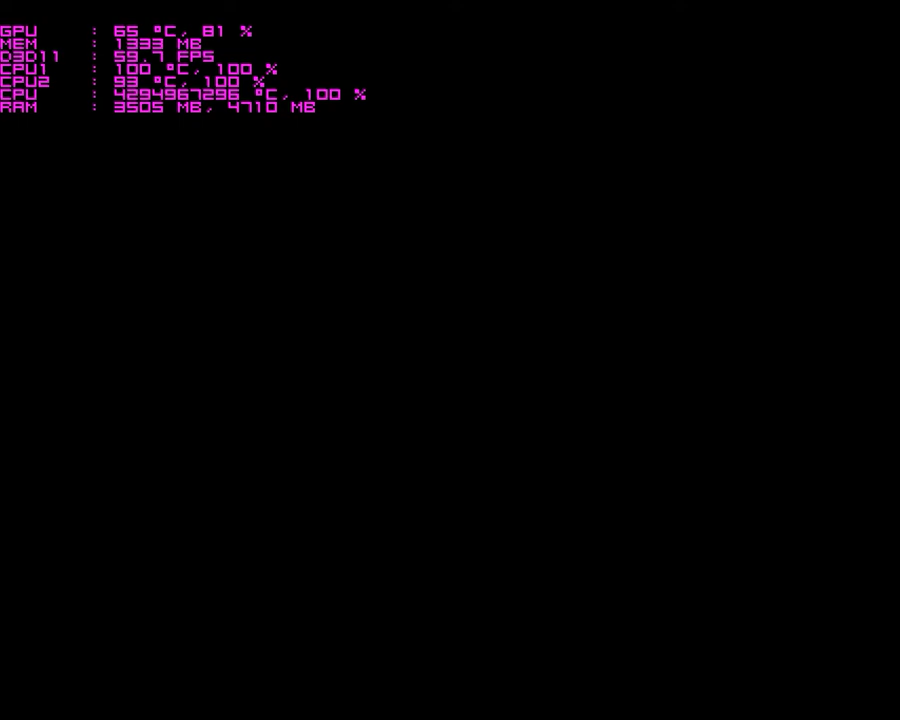 GPU : 65 °C, 81 %
MEM : 1333 MB
D3D11 : 59.7 FPS
CPU1 : 100 °C, 100 %
CPU2 : 93 °C, 100 %
CPU : 4294967296 °C, 100 %
RAM : 3505 MB, 4710 MB